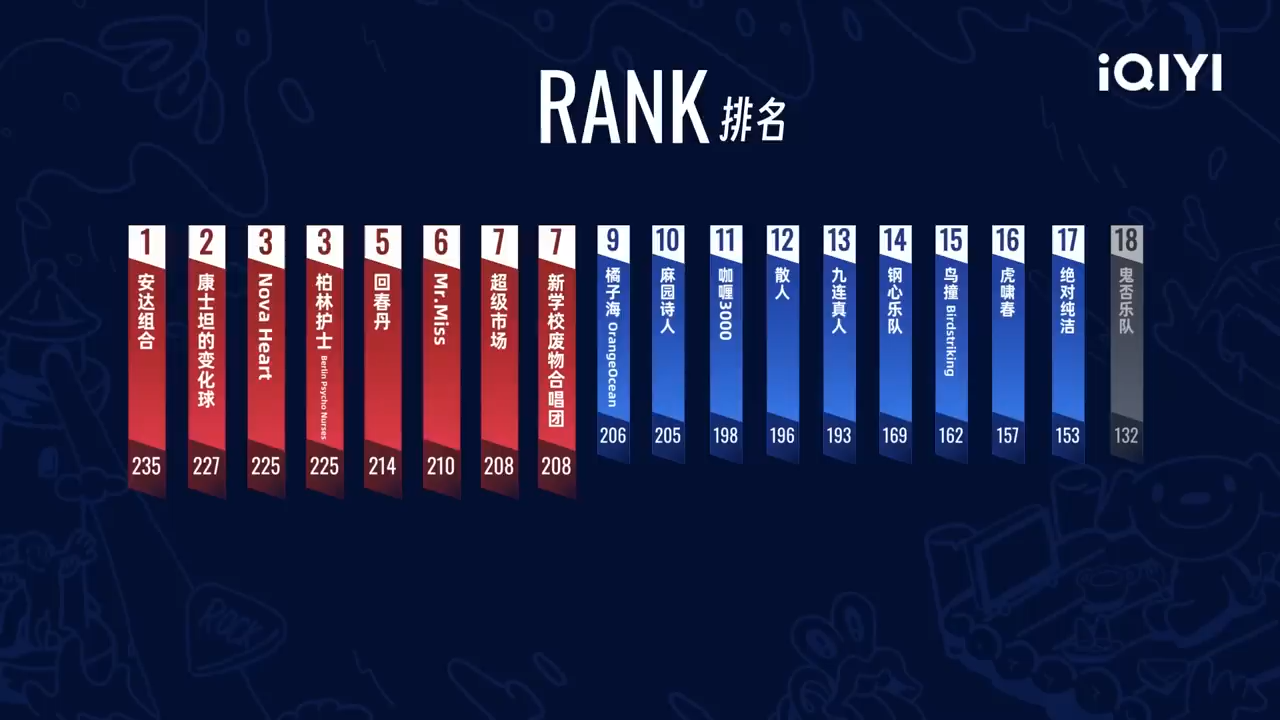 iQIYI
RANK 排名
1
安达组合
235
2
康士坦的变化球
227
3
Nova Heart
225
3
柏林护士 Berlin Psycho Nurses
225
5
回春丹
214
6
Mr.Miss
210
7
超级市场
208
7
新学校废物合唱团
208
9
橘子海 OrangeOcean
206
10
麻园诗人
205
11
咖喱3000
198
12
散人
196
13
九连真人
193
14
钢心乐队
169
15
鸟撞 Birdstriking
162
16
虎啸春
157
17
绝对纯洁
153
18
鬼否乐队
132
ROCK!